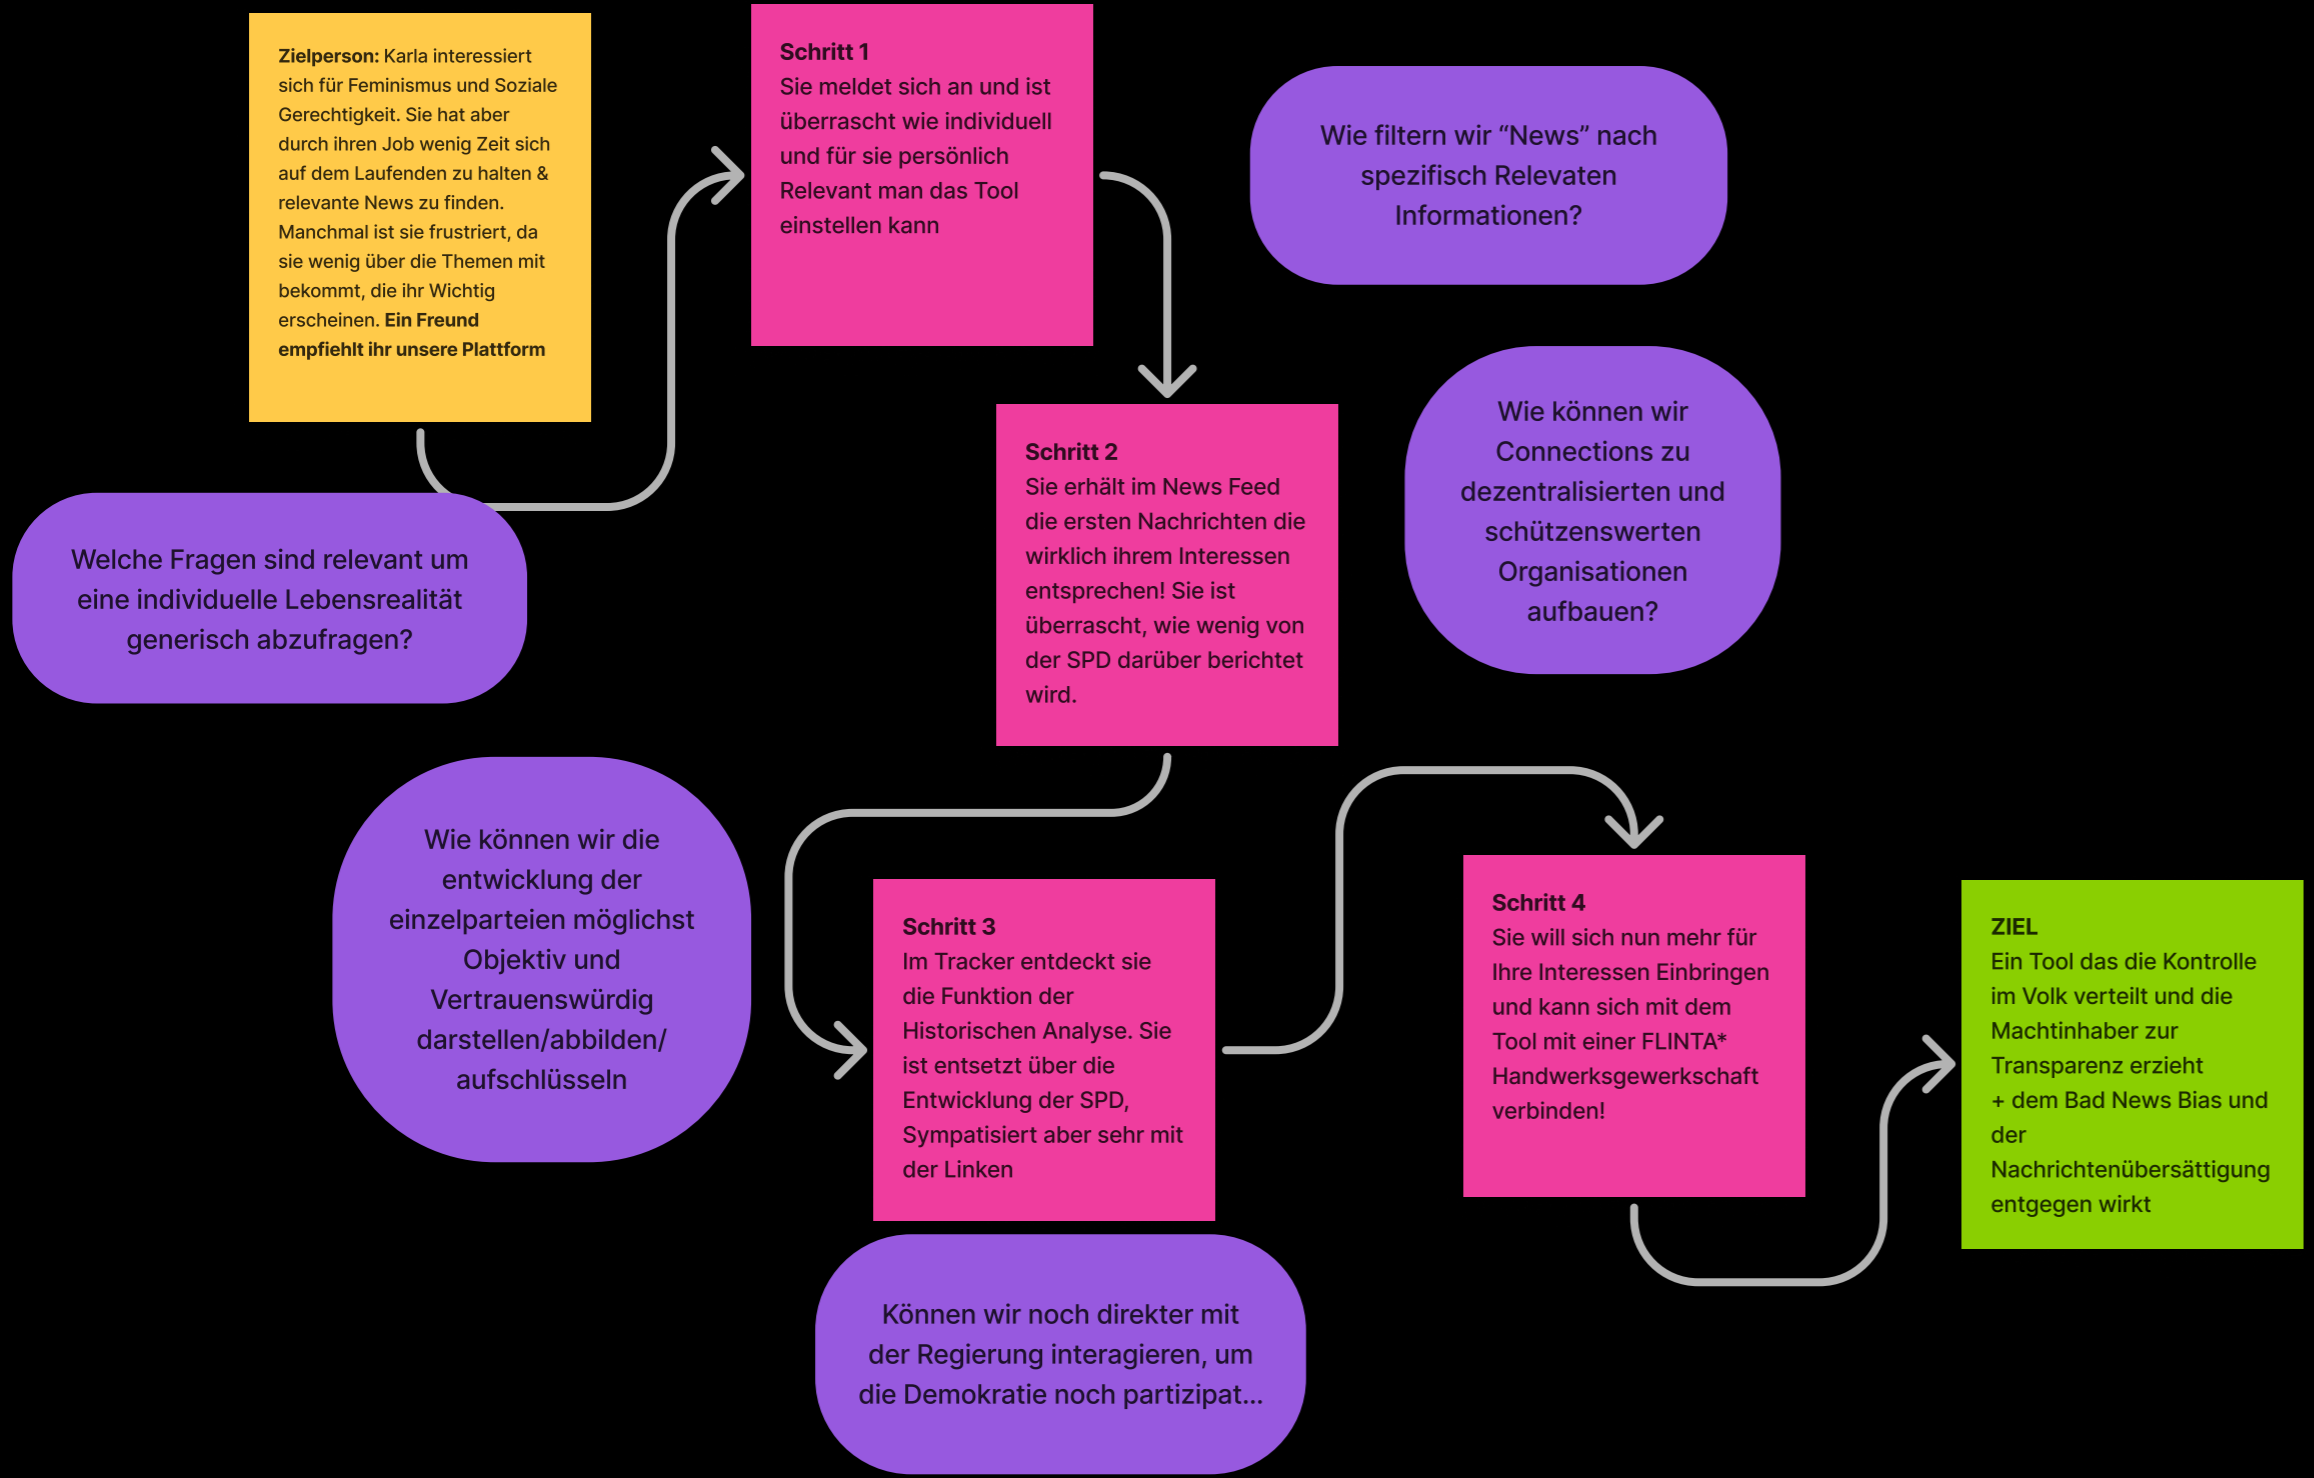 Zielperson: Karla interessiert
sich für Feminismus und Soziale
Gerechtigkeit. Sie hat aber
durch ihren Job wenig Zeit sich
auf dem Laufenden zu halten &
relevante News zu finden.
Manchmal ist sie frustriert, da
sie wenig über die Themen mit
bekommt, die ihr Wichtig
erscheinen. Ein Freund
empfiehlt ihr unsere Plattform
Schritt 1
Sie meldet sich an und ist
überrascht wie individuell
und für sie persönlich
Relevant man das Tool
einstellen kann
Wie filtern wir “News” nach
spezifisch Relevaten
Informationen?
Welche Fragen sind relevant um
eine individuelle Lebensrealität
generisch abzufragen?
Schritt 2
Sie erhält im News Feed
die ersten Nachrichten die
wirklich ihrem Interessen
entsprechen! Sie ist
überrascht, wie wenig von
der SPD darüber berichtet
wird.
Wie können wir
Connections zu
dezentralisierten und
schützenswerten
Organisationen
aufbauen?
Wie können wir die
entwicklung der
einzelparteien möglichst
Objektiv und
Vertrauenswürdig
darstellen/abbilden/
aufschlüsseln
Schritt 3
Im Tracker entdeckt sie
die Funktion der
Historischen Analyse. Sie
ist entsetzt über die
Entwicklung der SPD,
Sympatisiert aber sehr mit
der Linken
Schritt 4
Sie will sich nun mehr für
Ihre Interessen Einbringen
und kann sich mit dem
Tool mit einer FLINTA*
Handwerksgewerkschaft
verbinden!
ZIEL
Ein Tool das die Kontrolle
im Volk verteilt und die
Machtinhaber zur
Transparenz erzieht
+ dem Bad News Bias und
der
Nachrichtenübersättigung
entgegen wirkt
Können wir noch direkter mit
der Regierung interagieren, um
die Demokratie noch partizipat...